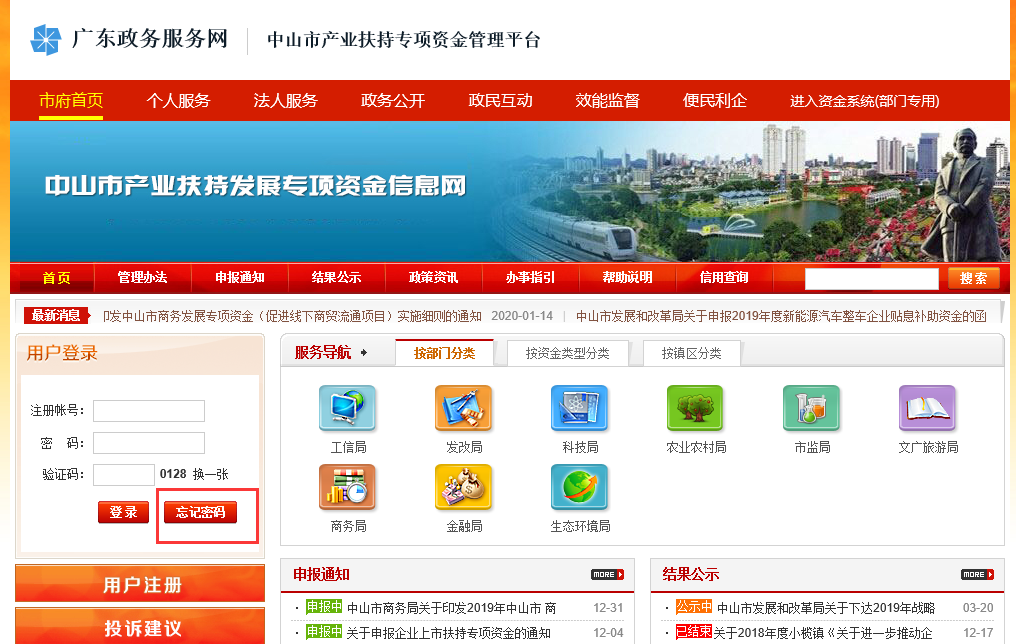 广东政务服务网 中山市产业扶持专项资金管理平台
市府首页 个人服务 法人服务 政务公开 政民互动 效能监督 便民利企 进入资金系统(部门专用)
中山市产业扶持发展专项资金信息网
首页 管理办法 申报通知 结果公示 政策资讯 办事指引 帮助说明 信用查询 搜索
最新消息 印发中山市商务发展专项资金（促进线下商贸流通项目）实施细则的通知 2020-01-14 | 中山市发展和改革局关于申报2019年度新能源汽车整车企业贴息补助资金的函
用户登录
注册帐号：
密 码：
验证码： 0128 换一张
登录 忘记密码
用户注册
投诉建议
服务导航 按部门分类 按资金类型分类 按镇区分类
工信局 发改局 科技局 农业农村局 市监局 文广旅游局
商务局 金融局 生态环境局
申报通知 MORE
· 申报中 中山市商务局关于印发2019年中山市 商 12-31
· 申报中 关于申报企业上市扶持专项资金的通知 12-04
结果公示 MORE
· 公示中 中山市发展和改革局关于下达2019年战略 03-20
· 已结束 关于2018年度小榄镇《关于进一步推动企 12-17